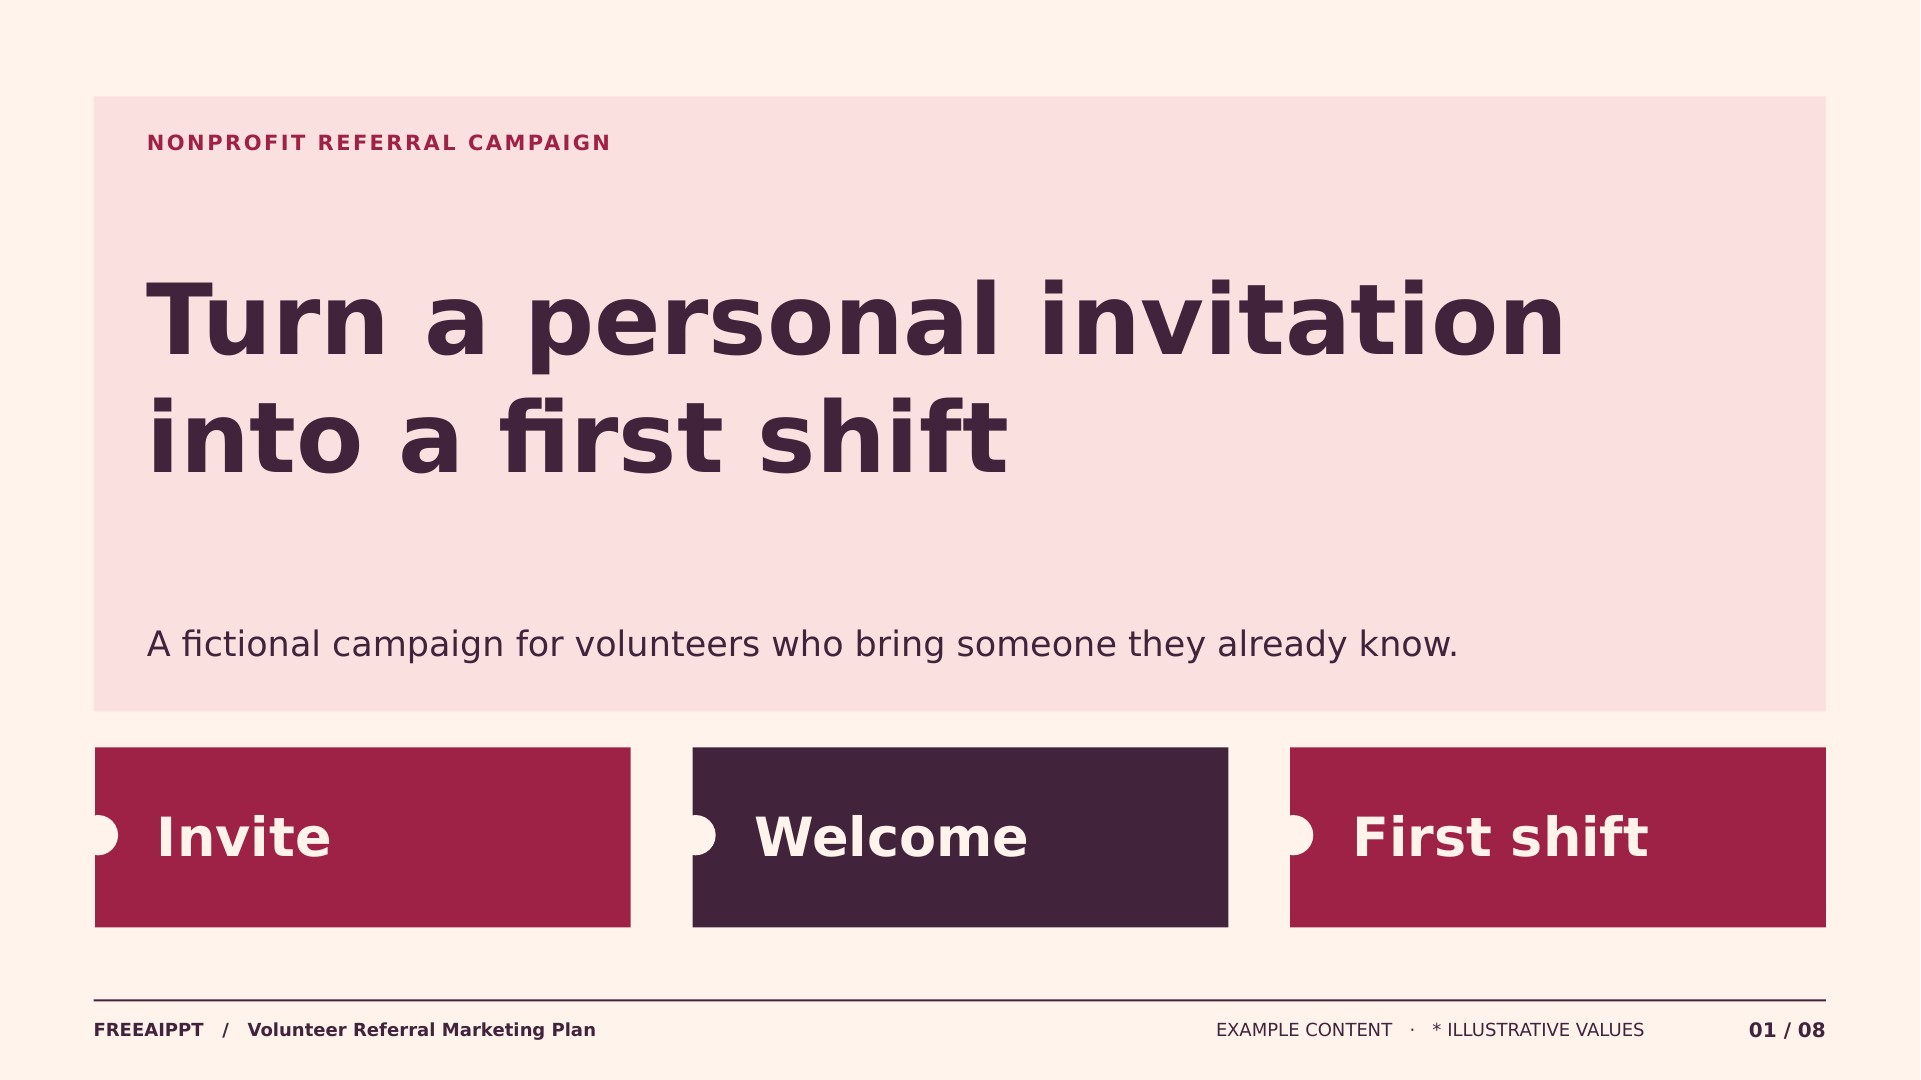 NONPROFIT REFERRAL CAMPAIGN
Turn a personal invitation
into a first shift
A fictional campaign for volunteers who bring someone they already know.
Invite
Welcome
First shift
FREEAIPPT / Volunteer Referral Marketing Plan
EXAMPLE CONTENT · * ILLUSTRATIVE VALUES
01 / 08